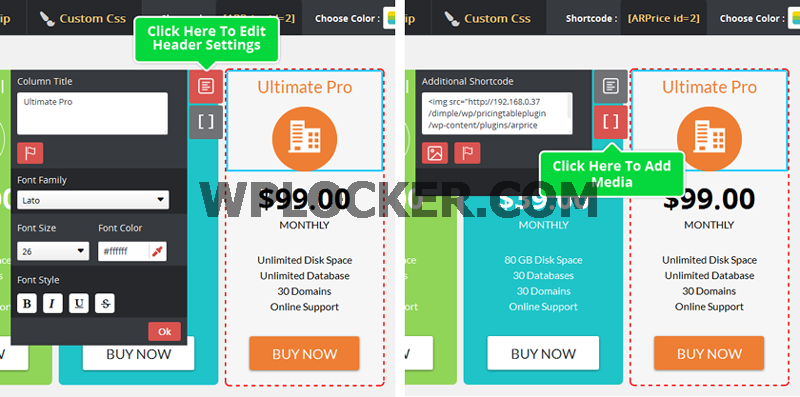 ip
Custom Css
Click Here To Edit
Header Settings
Choose Color :
Column Title
Ultimate Pro
Font Family
Lato
Font Size
Font Color
26
#ffffff
Font Style
B I U S
Ok
BUY NOW
Ultimate Pro
$99.00
MONTHLY
Unlimited Disk Space
Unlimited Database
30 Domains
Online Support
BUY NOW
ip
Custom Css
Shortcode :
[ARPrice id=2]
Choose Color :
Additional Shortcode
<img src="http://192.168.0.37
/dimple/wp/pricingtableplugin
/wp-content/plugins/arprice
Click Here To Add
Media
$39.00
MONTHLY
80 GB Disk Space
30 Databases
30 Domains
Online Support
BUY NOW
Ultimate Pro
$99.00
MONTHLY
Unlimited Disk Space
Unlimited Database
30 Domains
Online Support
BUY NOW
WPLOCKER.COM